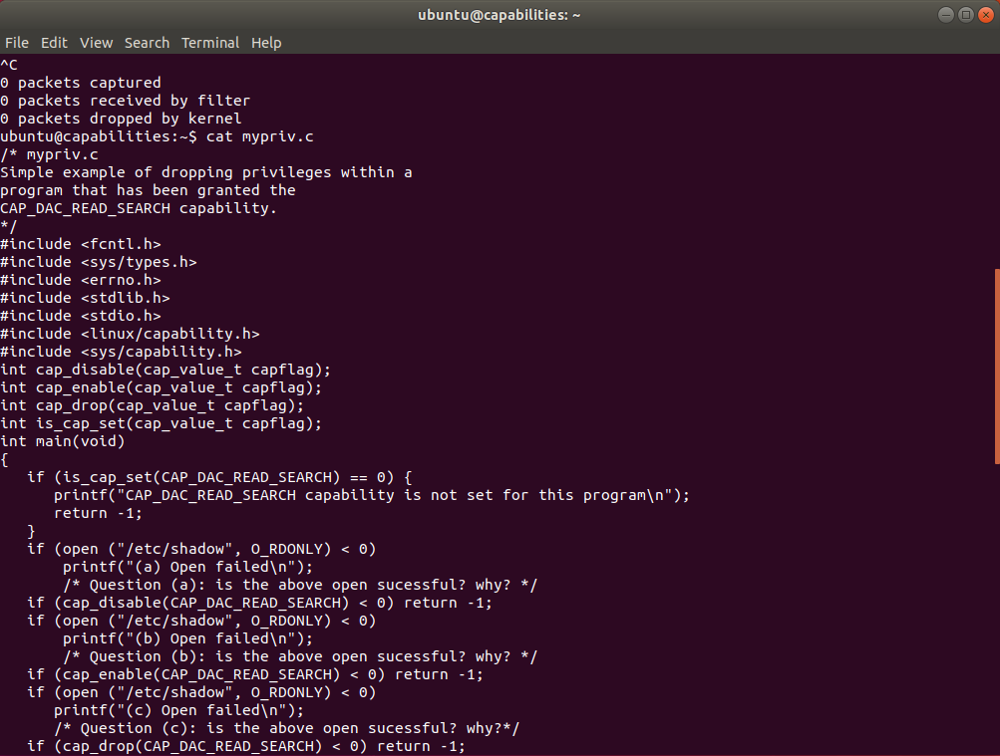 ubuntu@capabilities: ~
File Edit View Search Terminal Help
^C
0 packets captured
0 packets received by filter
0 packets dropped by kernel
ubuntu@capabilities:~$ cat mypriv.c
/* mypriv.c
Simple example of dropping privileges within a
program that has been granted the
CAP_DAC_READ_SEARCH capability.
*/
#include <fcntl.h>
#include <sys/types.h>
#include <errno.h>
#include <stdlib.h>
#include <stdio.h>
#include <linux/capability.h>
#include <sys/capability.h>
int cap_disable(cap_value_t capflag);
int cap_enable(cap_value_t capflag);
int cap_drop(cap_value_t capflag);
int is_cap_set(cap_value_t capflag);
int main(void)
{
   if (is_cap_set(CAP_DAC_READ_SEARCH) == 0) {
      printf("CAP_DAC_READ_SEARCH capability is not set for this program\n");
      return -1;
   }
   if (open ("/etc/shadow", O_RDONLY) < 0)
       printf("(a) Open failed\n");
       /* Question (a): is the above open sucessful? why? */
   if (cap_disable(CAP_DAC_READ_SEARCH) < 0) return -1;
   if (open ("/etc/shadow", O_RDONLY) < 0)
       printf("(b) Open failed\n");
       /* Question (b): is the above open sucessful? why? */
   if (cap_enable(CAP_DAC_READ_SEARCH) < 0) return -1;
   if (open ("/etc/shadow", O_RDONLY) < 0)
      printf("(c) Open failed\n");
      /* Question (c): is the above open sucessful? why?*/
   if (cap_drop(CAP_DAC_READ_SEARCH) < 0) return -1;